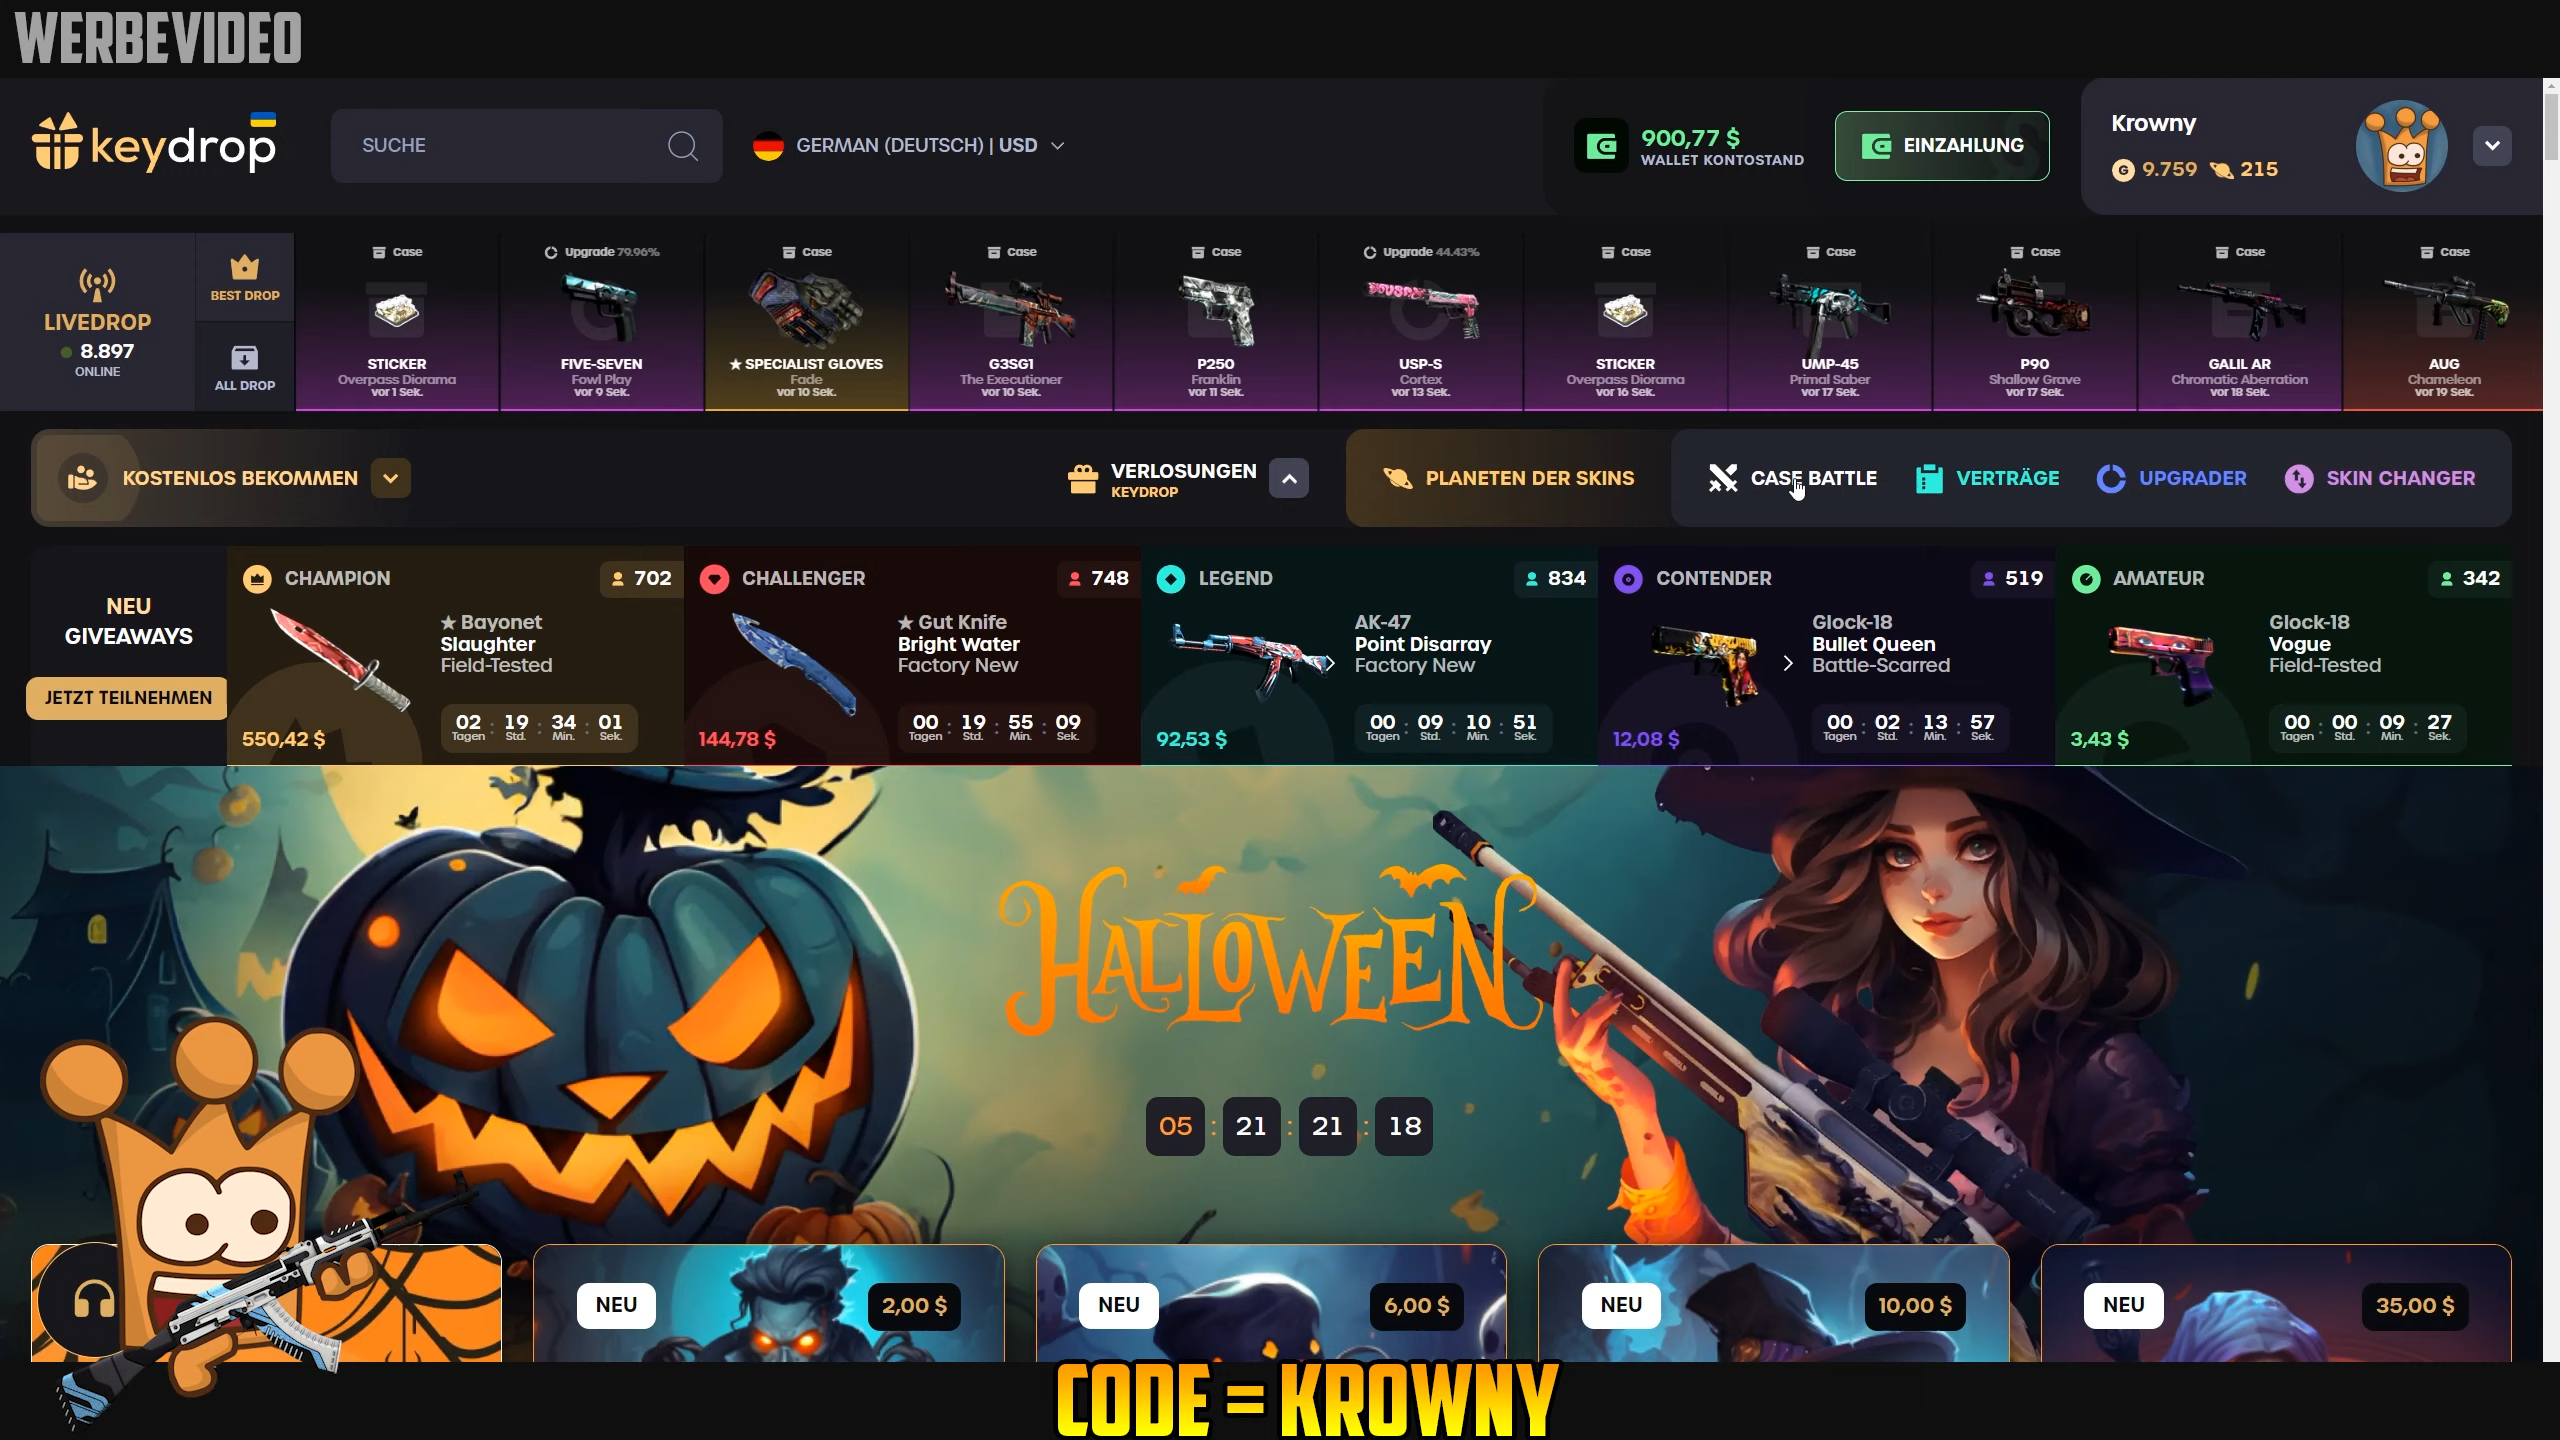 WERBEVIDEO
keydrop
SUCHE
GERMAN (DEUTSCH) | USD
900,77 $
WALLET KONTOSTAND
EINZAHLUNG
Krowny
9.759 215
LIVEDROP
8.897
ONLINE
BEST DROP
ALL DROP
Case
STICKER
Overpass Diorama
vor 1 Sek.
Upgrade 79.96%
FIVE-SEVEN
Fowl Play
vor 9 Sek.
Case
★ SPECIALIST GLOVES
Fade
vor 10 Sek.
Case
G3SG1
The Executioner
vor 10 Sek.
Case
P250
Franklin
vor 11 Sek.
Upgrade 44.43%
USP-S
Cortex
vor 13 Sek.
Case
STICKER
Overpass Diorama
vor 16 Sek.
Case
UMP-45
Primal Saber
vor 17 Sek.
Case
P90
Shallow Grave
vor 17 Sek.
Case
GALIL AR
Chromatic Aberration
vor 18 Sek.
Case
AUG
Chameleon
vor 19 Sek.
KOSTENLOS BEKOMMEN
VERLOSUNGEN
KEYDROP
PLANETEN DER SKINS
CASE BATTLE
VERTRÄGE
UPGRADER
SKIN CHANGER
NEU
GIVEAWAYS
JETZT TEILNEHMEN
CHAMPION 702
★ Bayonet
Slaughter
Field-Tested
550,42 $
02 : 19 : 34 : 01
Tagen Std. Min. Sek.
CHALLENGER 748
★ Gut Knife
Bright Water
Factory New
144,78 $
00 : 19 : 55 : 09
Tagen Std. Min. Sek.
LEGEND 834
AK-47
Point Disarray
Factory New
92,53 $
00 : 09 : 10 : 51
Tagen Std. Min. Sek.
CONTENDER 519
Glock-18
Bullet Queen
Battle-Scarred
12,08 $
00 : 02 : 13 : 57
Tagen Std. Min. Sek.
AMATEUR 342
Glock-18
Vogue
Field-Tested
3,43 $
00 : 00 : 09 : 27
Tagen Std. Min. Sek.
HALLOWEEN
05 : 21 : 21 : 18
NEU 2,00 $
NEU 6,00 $
NEU 10,00 $
NEU 35,00 $
CODE = KROWNY